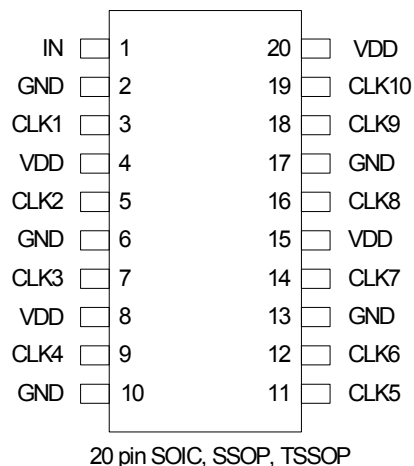 IN 1 20 VDD
GND 2 19 CLK10
CLK1 3 18 CLK9
VDD 4 17 GND
CLK2 5 16 CLK8
GND 6 15 VDD
CLK3 7 14 CLK7
VDD 8 13 GND
CLK4 9 12 CLK6
GND 10 11 CLK5
20 pin SOIC, SSOP, TSSOP